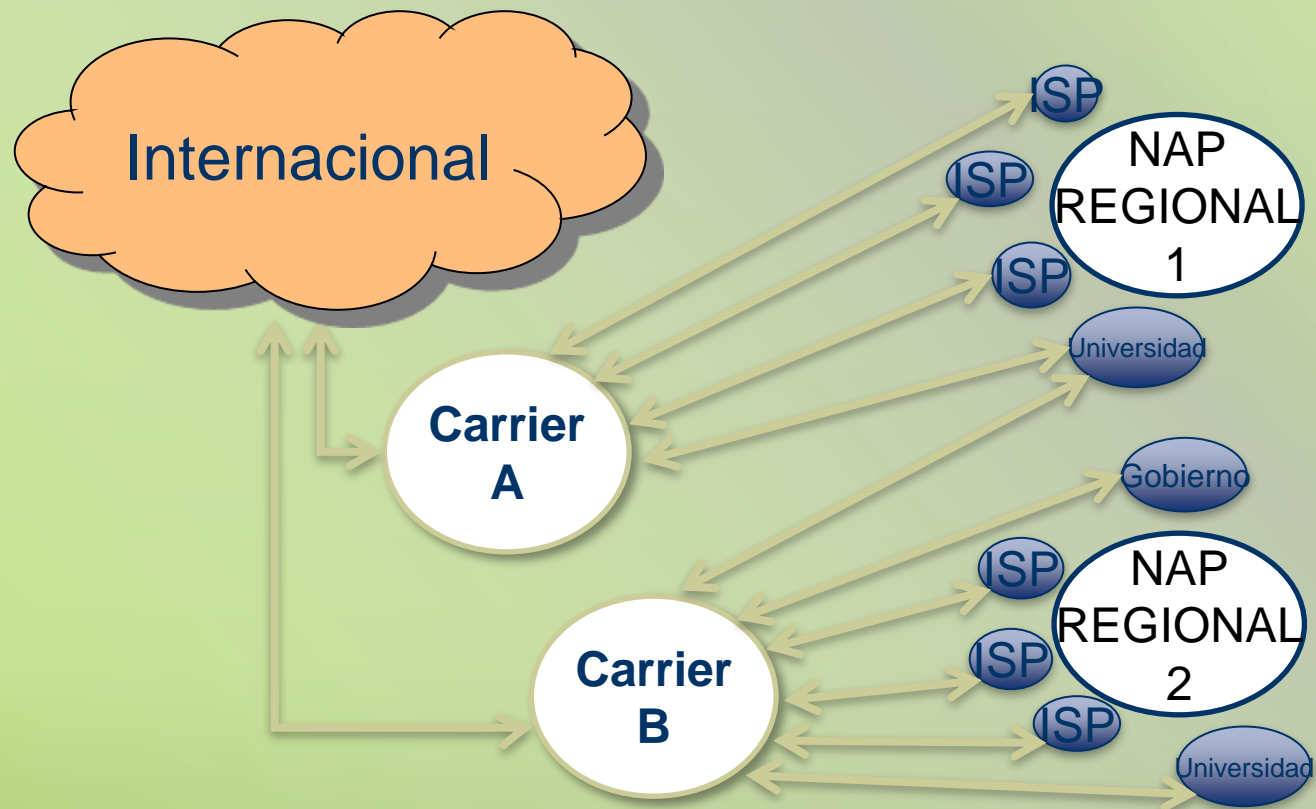 Internacional
ISP
NAP
REGIONAL
1
ISP
ISP
Universidad
Carrier
A
Gobierno
ISP
NAP
REGIONAL
2
ISP
Carrier
B
ISP
Universidad